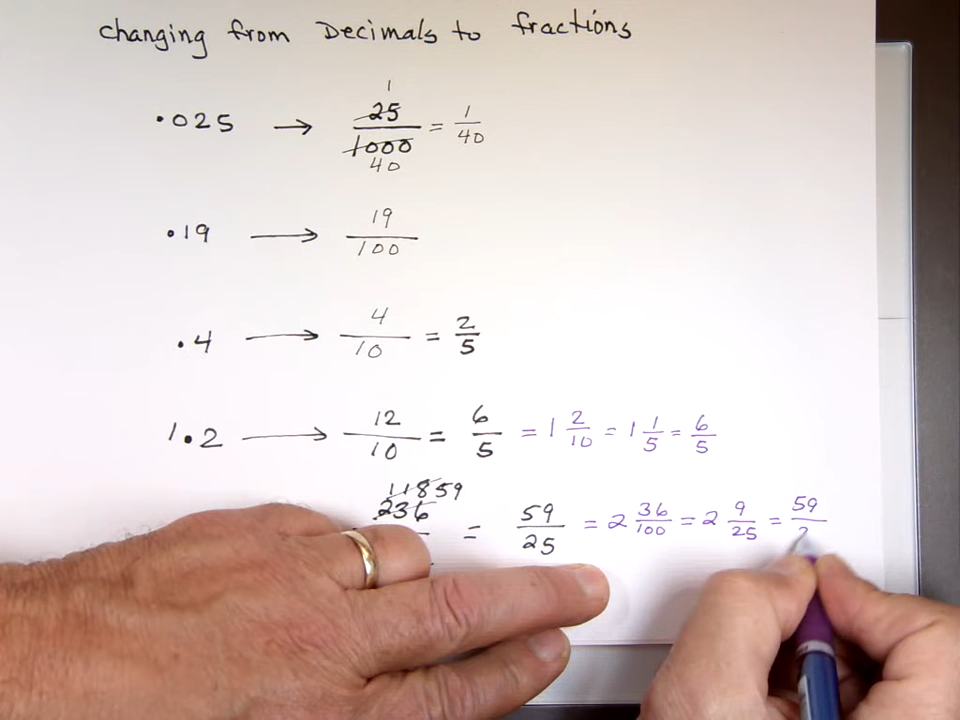 changing from Decimals to fractions
.025 → 25/1000 = 1/40
1
40
.19 → 19/100
.4 → 4/10 = 2/5
1.2 → 12/10 = 6/5 = 1 2/10 = 1 1/5 = 6/5
118 59
236 = 59/25 = 2 36/100 = 2 9/25 = 59/